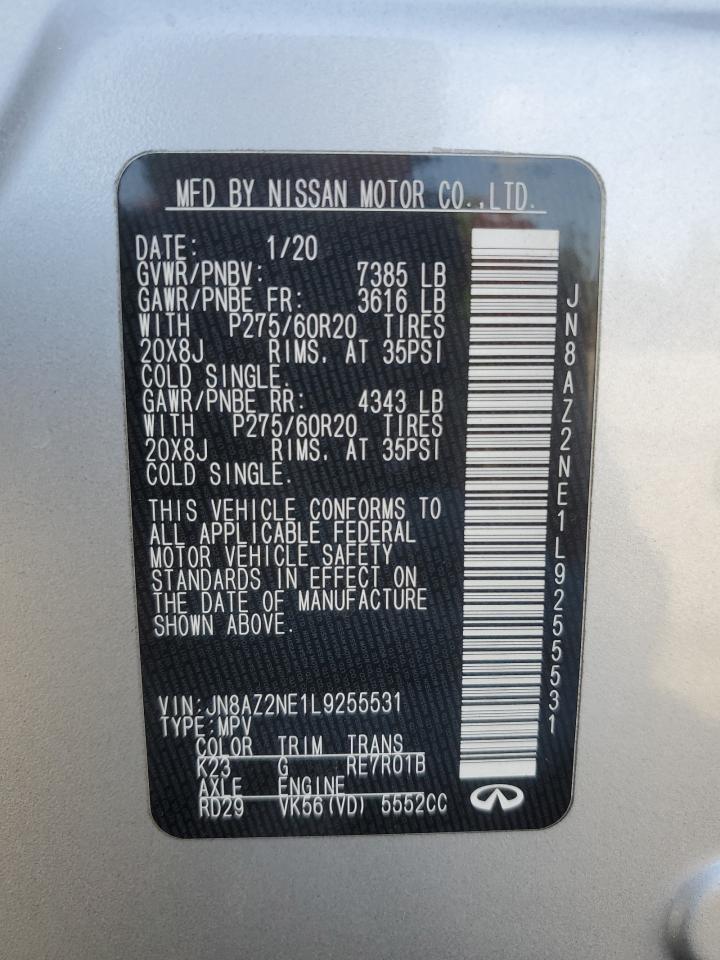 MFD BY NISSAN MOTOR CO.,LTD.
DATE: 1/20
GVWR/PNBV: 7385 LB
GAWR/PNBE FR: 3616 LB
WITH P275/60R20 TIRES
20X8J RIMS, AT 35PSI
COLD SINGLE.
GAWR/PNBE RR: 4343 LB
WITH P275/60R20 TIRES
20X8J RIMS, AT 35PSI
COLD SINGLE.
THIS VEHICLE CONFORMS TO
ALL APPLICABLE FEDERAL
MOTOR VEHICLE SAFETY
STANDARDS IN EFFECT ON
THE DATE OF MANUFACTURE
SHOWN ABOVE.
VIN:JN8AZ2NE1L9255531
TYPE:MPV
COLOR TRIM TRANS
K23 G RE7R01B
AXLE ENGINE
RD29 VK56(VD) 5552CC
JN8AZ2NE1L9255531